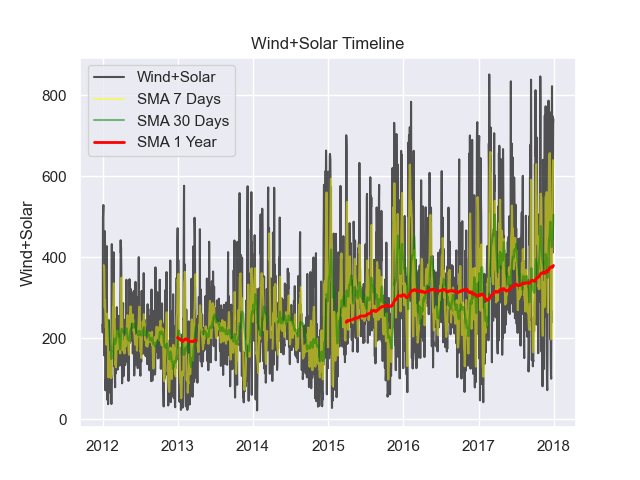 Wind+Solar Timeline
Wind+Solar
SMA 7 Days
SMA 30 Days
SMA 1 Year
Wind+Solar
800
600
400
200
0
2012 2013 2014 2015 2016 2017 2018